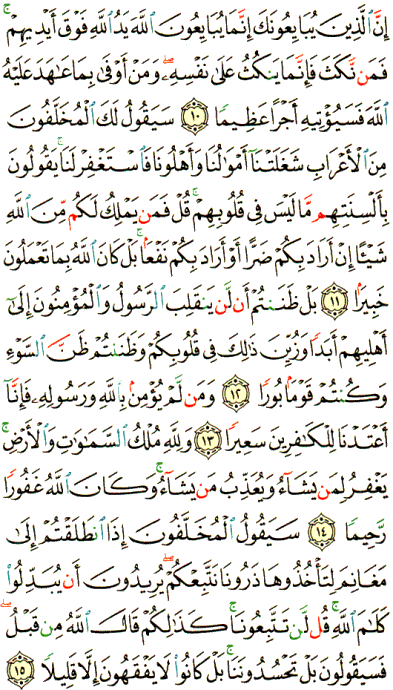 إِنَّ ٱلَّذِينَ يُبَايِعُونَكَ إِنَّمَا يُبَايِعُونَ ٱللَّهَ يَدُ ٱللَّهِ فَوْقَ أَيْدِيهِمْۚ
فَمَن نَّكَثَ فَإِنَّمَا يَنكُثُ عَلَىٰ نَفْسِهِۦۖ وَمَنْ أَوْفَىٰ بِمَا عَٰهَدَ عَلَيْهُ
ٱللَّهَ فَسَيُؤْتِيهِ أَجْرًا عَظِيمًا ١٠ سَيَقُولُ لَكَ ٱلْمُخَلَّفُونَ
مِنَ ٱلْأَعْرَابِ شَغَلَتْنَآ أَمْوَٰلُنَا وَأَهْلُونَا فَٱسْتَغْفِرْ لَنَاۚ يَقُولُونَ
بِأَلْسِنَتِهِم مَّا لَيْسَ فِى قُلُوبِهِمْۚ قُلْ فَمَن يَمْلِكُ لَكُم مِّنَ ٱللَّهِ
شَيْـًٔا إِنْ أَرَادَ بِكُمْ ضَرًّا أَوْ أَرَادَ بِكُمْ نَفْعًۢاۚ بَلْ كَانَ ٱللَّهُ بِمَا تَعْمَلُونَ
خَبِيرًۢا ١١ بَلْ ظَنَنتُمْ أَن لَّن يَنقَلِبَ ٱلرَّسُولُ وَٱلْمُؤْمِنُونَ إِلَىٰٓ
أَهْلِيهِمْ أَبَدًا وَزُيِّنَ ذَٰلِكَ فِى قُلُوبِكُمْ وَظَنَنتُمْ ظَنَّ ٱلسَّوْءِ
وَكُنتُمْ قَوْمًۢا بُورًا ١٢ وَمَن لَّمْ يُؤْمِنۢ بِٱللَّهِ وَرَسُولِهِۦ فَإِنَّآ
أَعْتَدْنَا لِلْكَٰفِرِينَ سَعِيرًا ١٣ وَلِلَّهِ مُلْكُ ٱلسَّمَٰوَٰتِ وَٱلْأَرْضِۚ
يَغْفِرُ لِمَن يَشَآءُ وَيُعَذِّبُ مَن يَشَآءُۚ وَكَانَ ٱللَّهُ غَفُورًا
رَّحِيمًا ١٤ سَيَقُولُ ٱلْمُخَلَّفُونَ إِذَا ٱنطَلَقْتُمْ إِلَىٰ
مَغَانِمَ لِتَأْخُذُوهَا ذَرُونَا نَتَّبِعْكُمْۖ يُرِيدُونَ أَن يُبَدِّلُوا۟
كَلَٰمَ ٱللَّهِۚ قُل لَّن تَتَّبِعُونَا كَذَٰلِكُمْ قَالَ ٱللَّهُ مِن قَبْلُۖ
فَسَيَقُولُونَ بَلْ تَحْسُدُونَنَاۚ بَلْ كَانُوا۟ لَا يَفْقَهُونَ إِلَّا قَلِيلًا ١٥